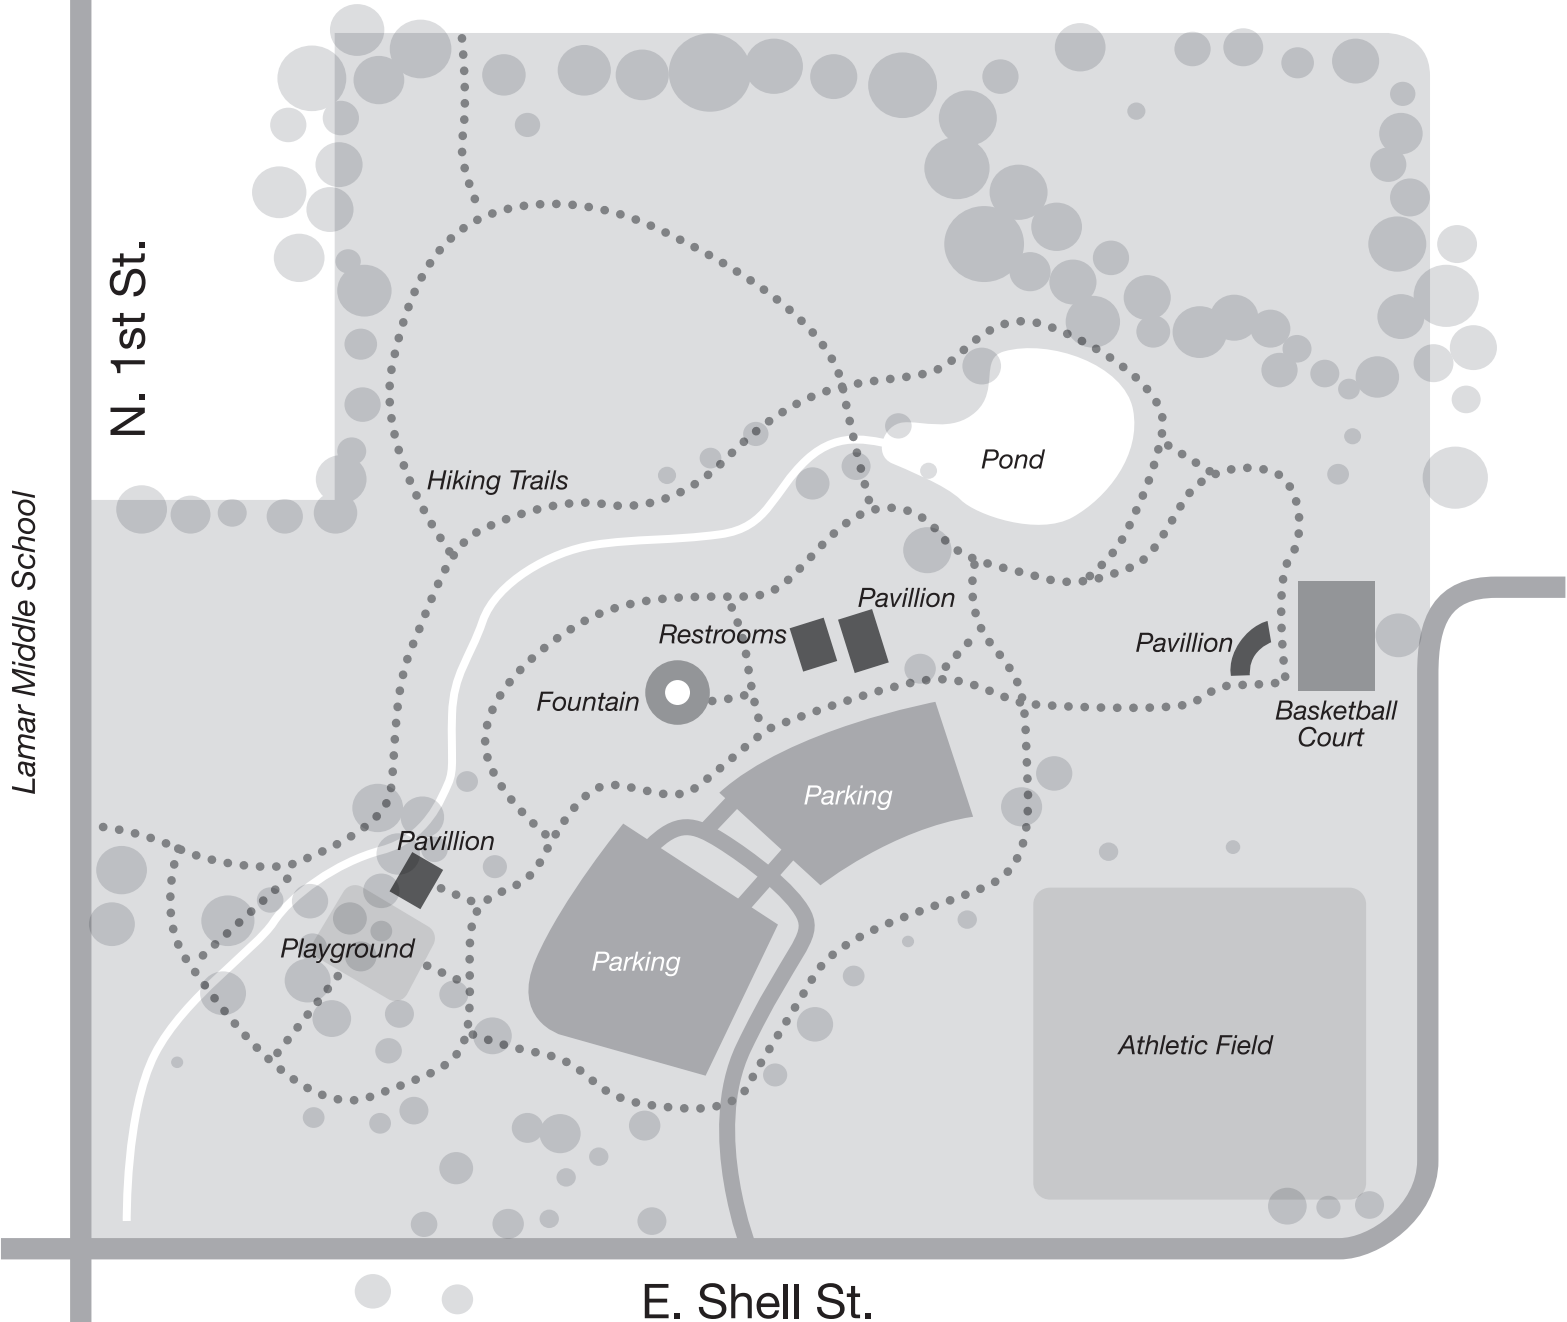 N. 1st St.
Lamar Middle School
Hiking Trails
Pond
Pavillion
Restrooms
Pavillion
Fountain
Basketball
Court
Parking
Pavillion
Playground
Parking
Athletic Field
E. Shell St.